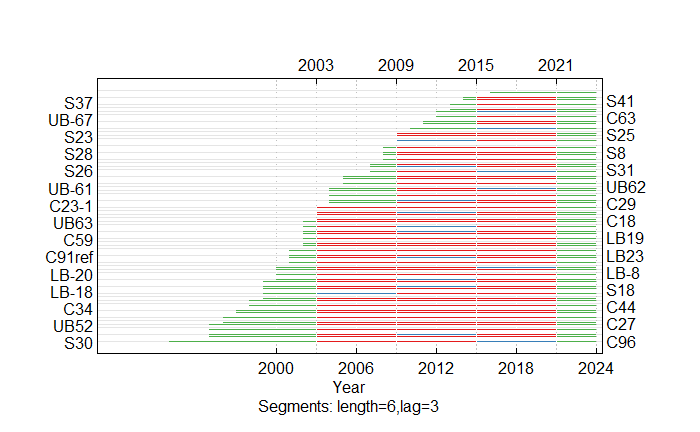 2003 2009 2015 2021
S37 S41
UB-67 C63
S23 S25
S28 S8
S26 S31
UB-61 UB62
C23-1 C29
UB63 C18
C59 LB19
C91ref LB23
LB-20 LB-8
LB-18 S18
C34 C44
UB52 C27
S30 C96
2000 2006 2012 2018 2024
Year
Segments: length=6,lag=3